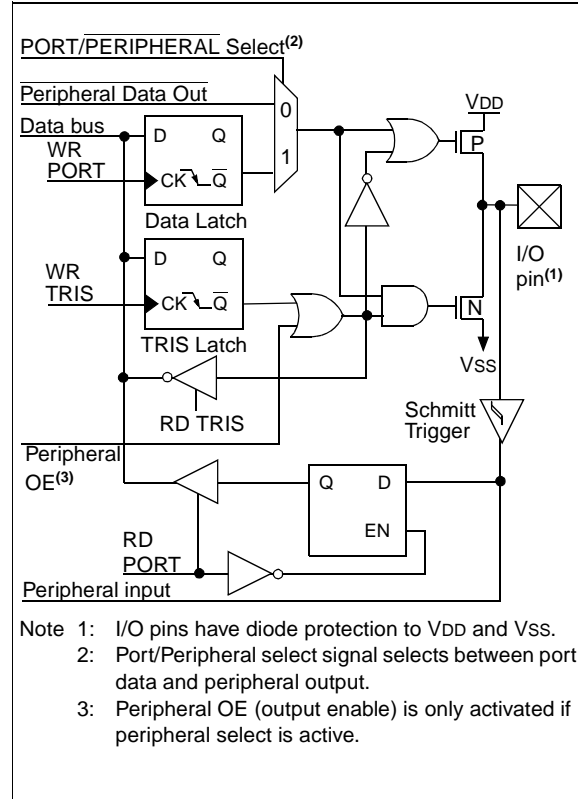 PORT/PERIPHERAL Select(2)
Peripheral Data Out
Data bus
WR
PORT
D Q
CK Q
Data Latch
0
1
VDD
P
I/O
pin(1)
WR
TRIS
D Q
CK Q
TRIS Latch
N
VSS
RD TRIS
Schmitt
Trigger
Peripheral
OE(3)
Q D
EN
RD
PORT
Peripheral input
Note 1: I/O pins have diode protection to VDD and VSS.
2: Port/Peripheral select signal selects between port
data and peripheral output.
3: Peripheral OE (output enable) is only activated if
peripheral select is active.